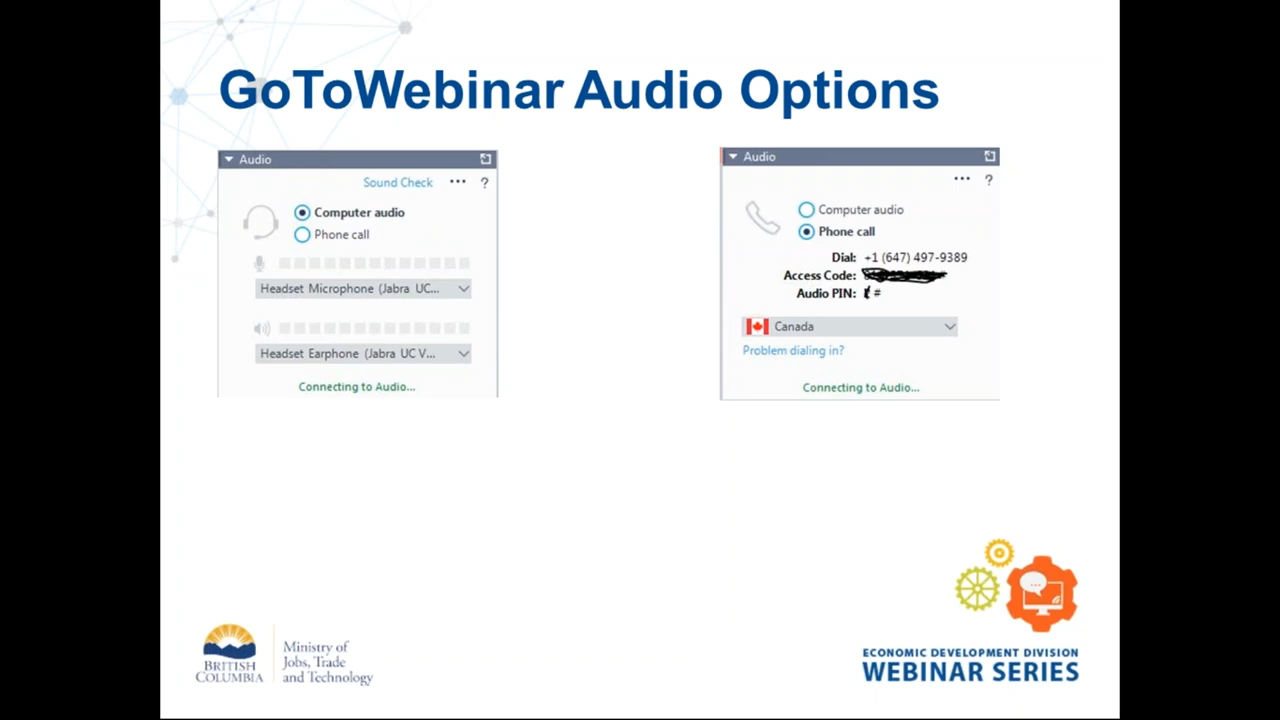 GoToWebinar Audio Options
Audio
Sound Check ••• ?
Computer audio
Phone call
Headset Microphone (Jabra UC...
Headset Earphone (Jabra UC V...
Connecting to Audio...
Audio
••• ?
Computer audio
Phone call
Dial: +1 (647) 497-9389
Access Code:
Audio PIN: #
Canada
Problem dialing in?
Connecting to Audio...
BRITISH
COLUMBIA
Ministry of
Jobs, Trade
and Technology
ECONOMIC DEVELOPMENT DIVISION
WEBINAR SERIES